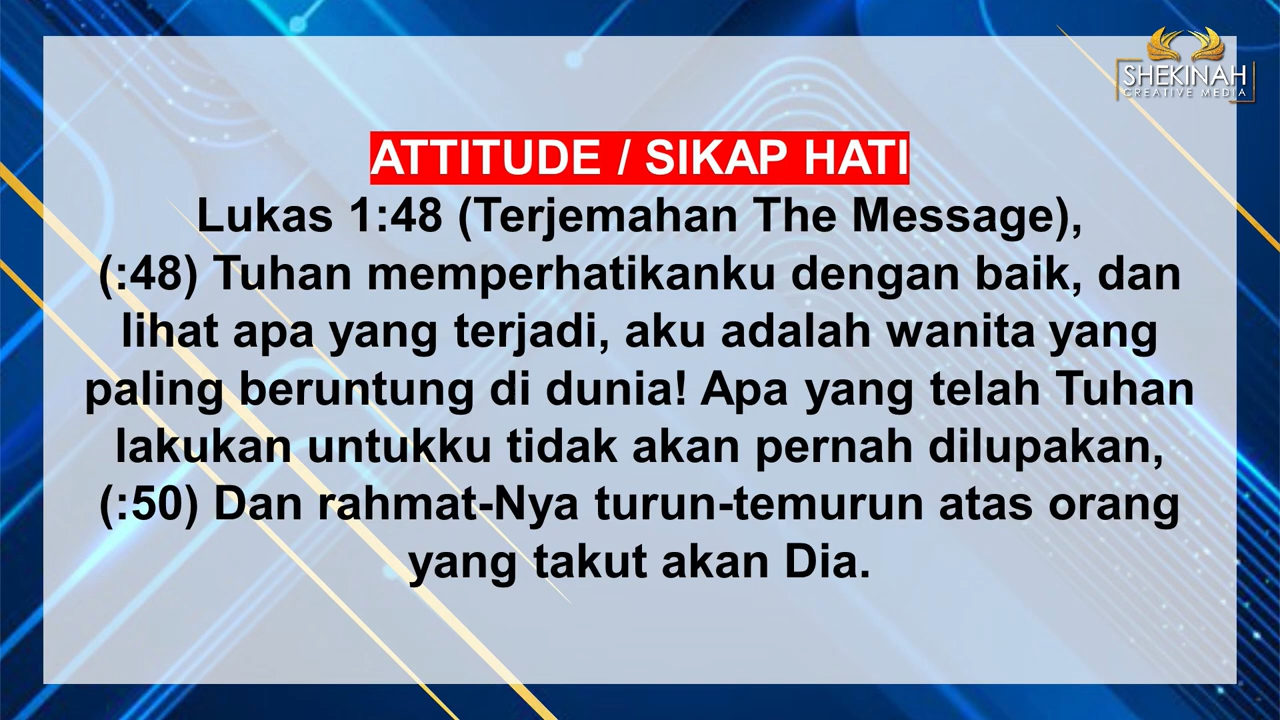 SHEKINAH
CREATIVE MEDIA
ATTITUDE / SIKAP HATI
Lukas 1:48 (Terjemahan The Message),
(:48) Tuhan memperhatikanku dengan baik, dan
lihat apa yang terjadi, aku adalah wanita yang
paling beruntung di dunia! Apa yang telah Tuhan
lakukan untukku tidak akan pernah dilupakan,
(:50) Dan rahmat-Nya turun-temurun atas orang
yang takut akan Dia.